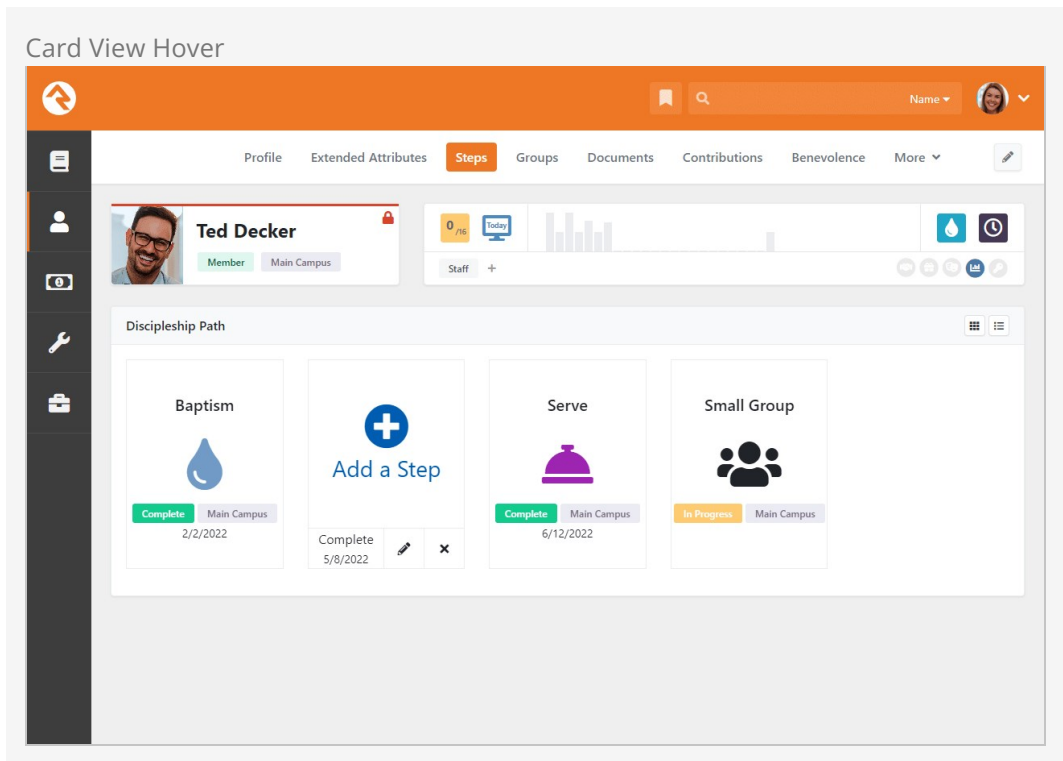 Card View Hover
Name
Profile Extended Attributes Steps Groups Documents Contributions Benevolence More
Ted Decker
Member Main Campus
0 /16 Today
Staff +
Discipleship Path
Baptism
Complete Main Campus
2/2/2022
Add a Step
Complete
5/8/2022
Serve
Complete Main Campus
6/12/2022
Small Group
In Progress Main Campus